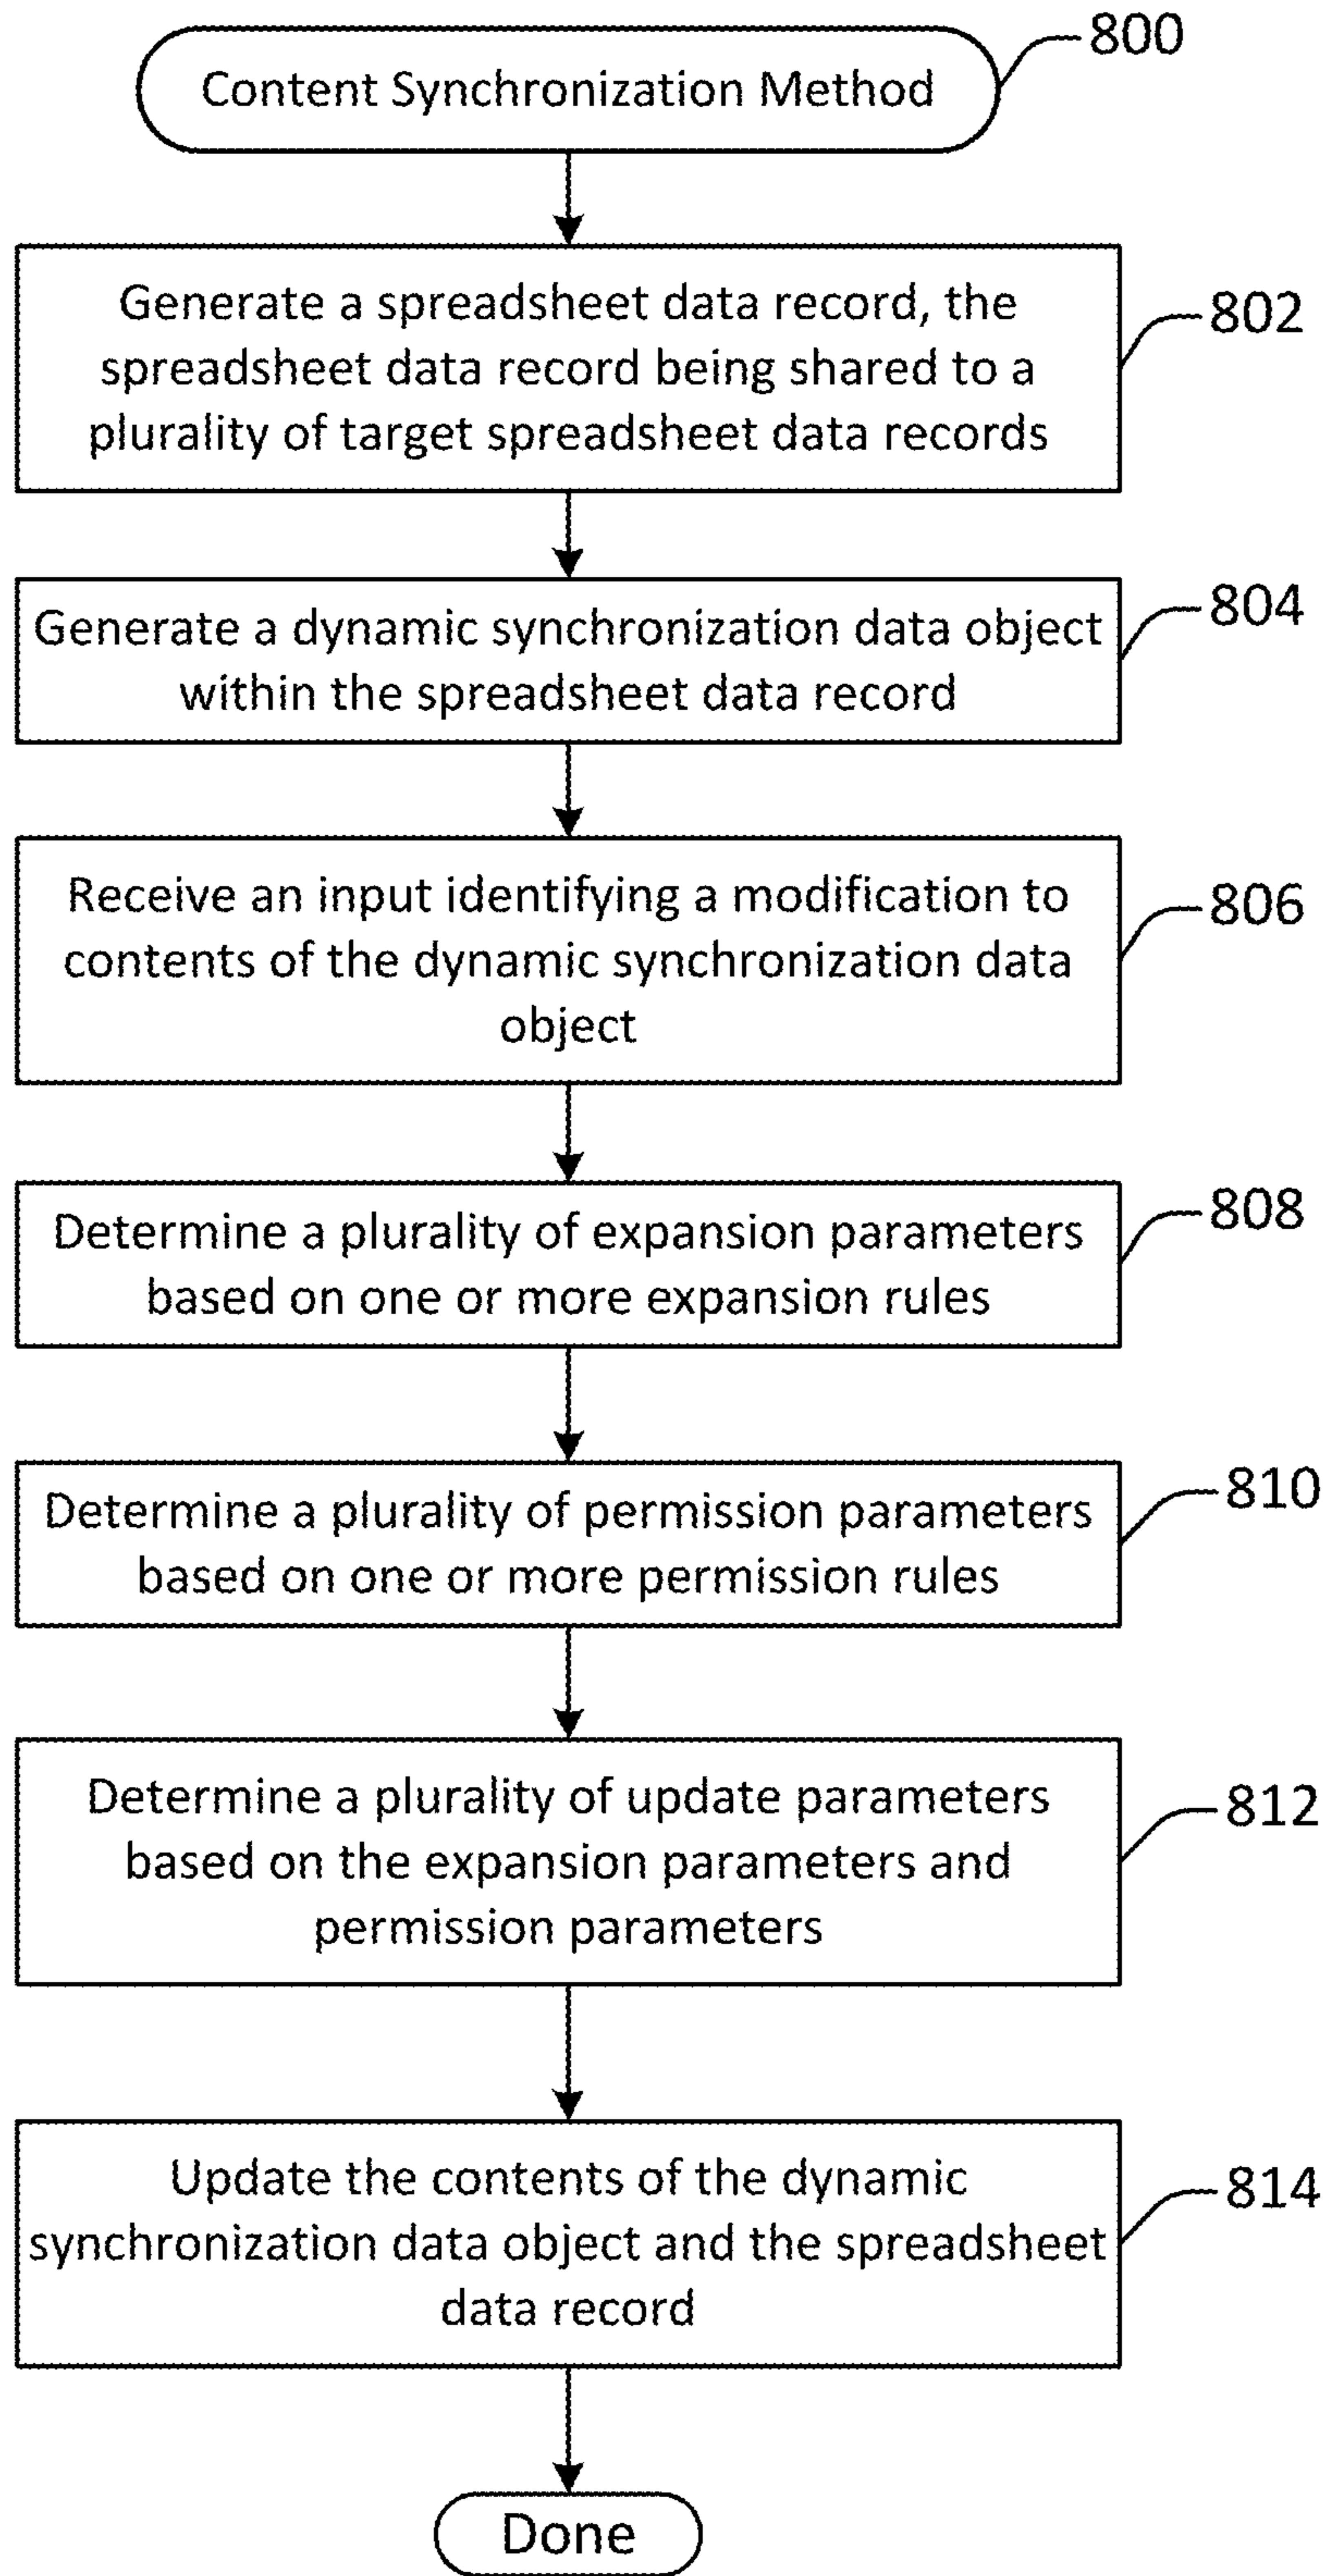 Content Synchronization Method
800
Generate a spreadsheet data record, the
spreadsheet data record being shared to a
plurality of target spreadsheet data records
802
Generate a dynamic synchronization data object
within the spreadsheet data record
804
Receive an input identifying a modification to
contents of the dynamic synchronization data
object
806
Determine a plurality of expansion parameters
based on one or more expansion rules
808
Determine a plurality of permission parameters
based on one or more permission rules
810
Determine a plurality of update parameters
based on the expansion parameters and
permission parameters
812
Update the contents of the dynamic
synchronization data object and the spreadsheet
data record
814
Done